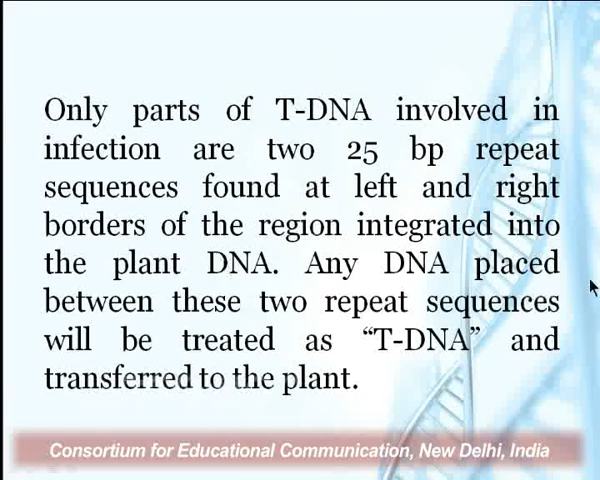 Only parts of T-DNA involved in
infection are two 25 bp repeat
sequences found at left and right
borders of the region integrated into
the plant DNA. Any DNA placed
between these two repeat sequences
will be treated as “T-DNA” and
transferred to the plant.
Consortium for Educational Communication, New Delhi, India